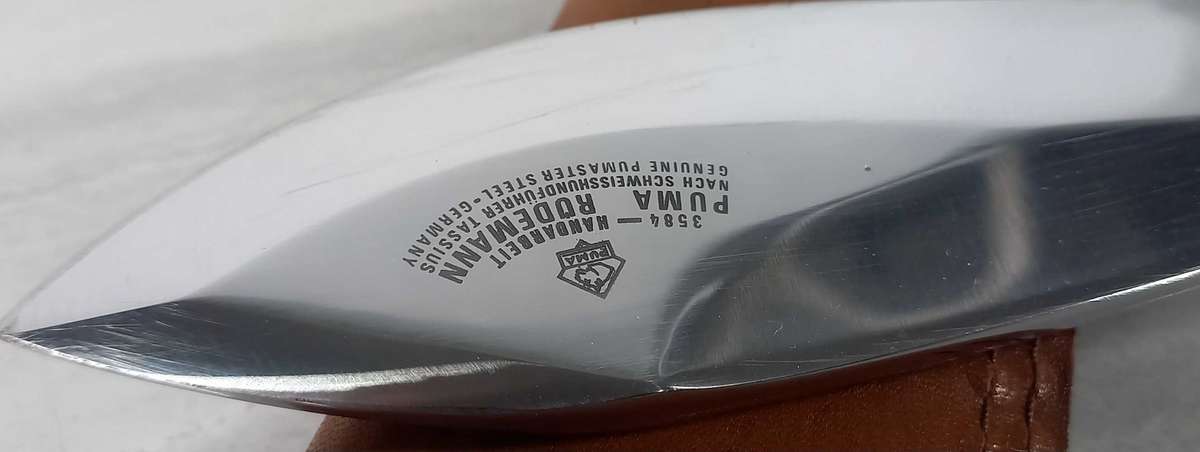 PUMA
3584 — HANDARBEIT
PUMA RÜDEMANN
NACH SCHWEISSHUNDFÜHRER TASSIUS
GENUINE PUMASTER STEEL-GERMANY